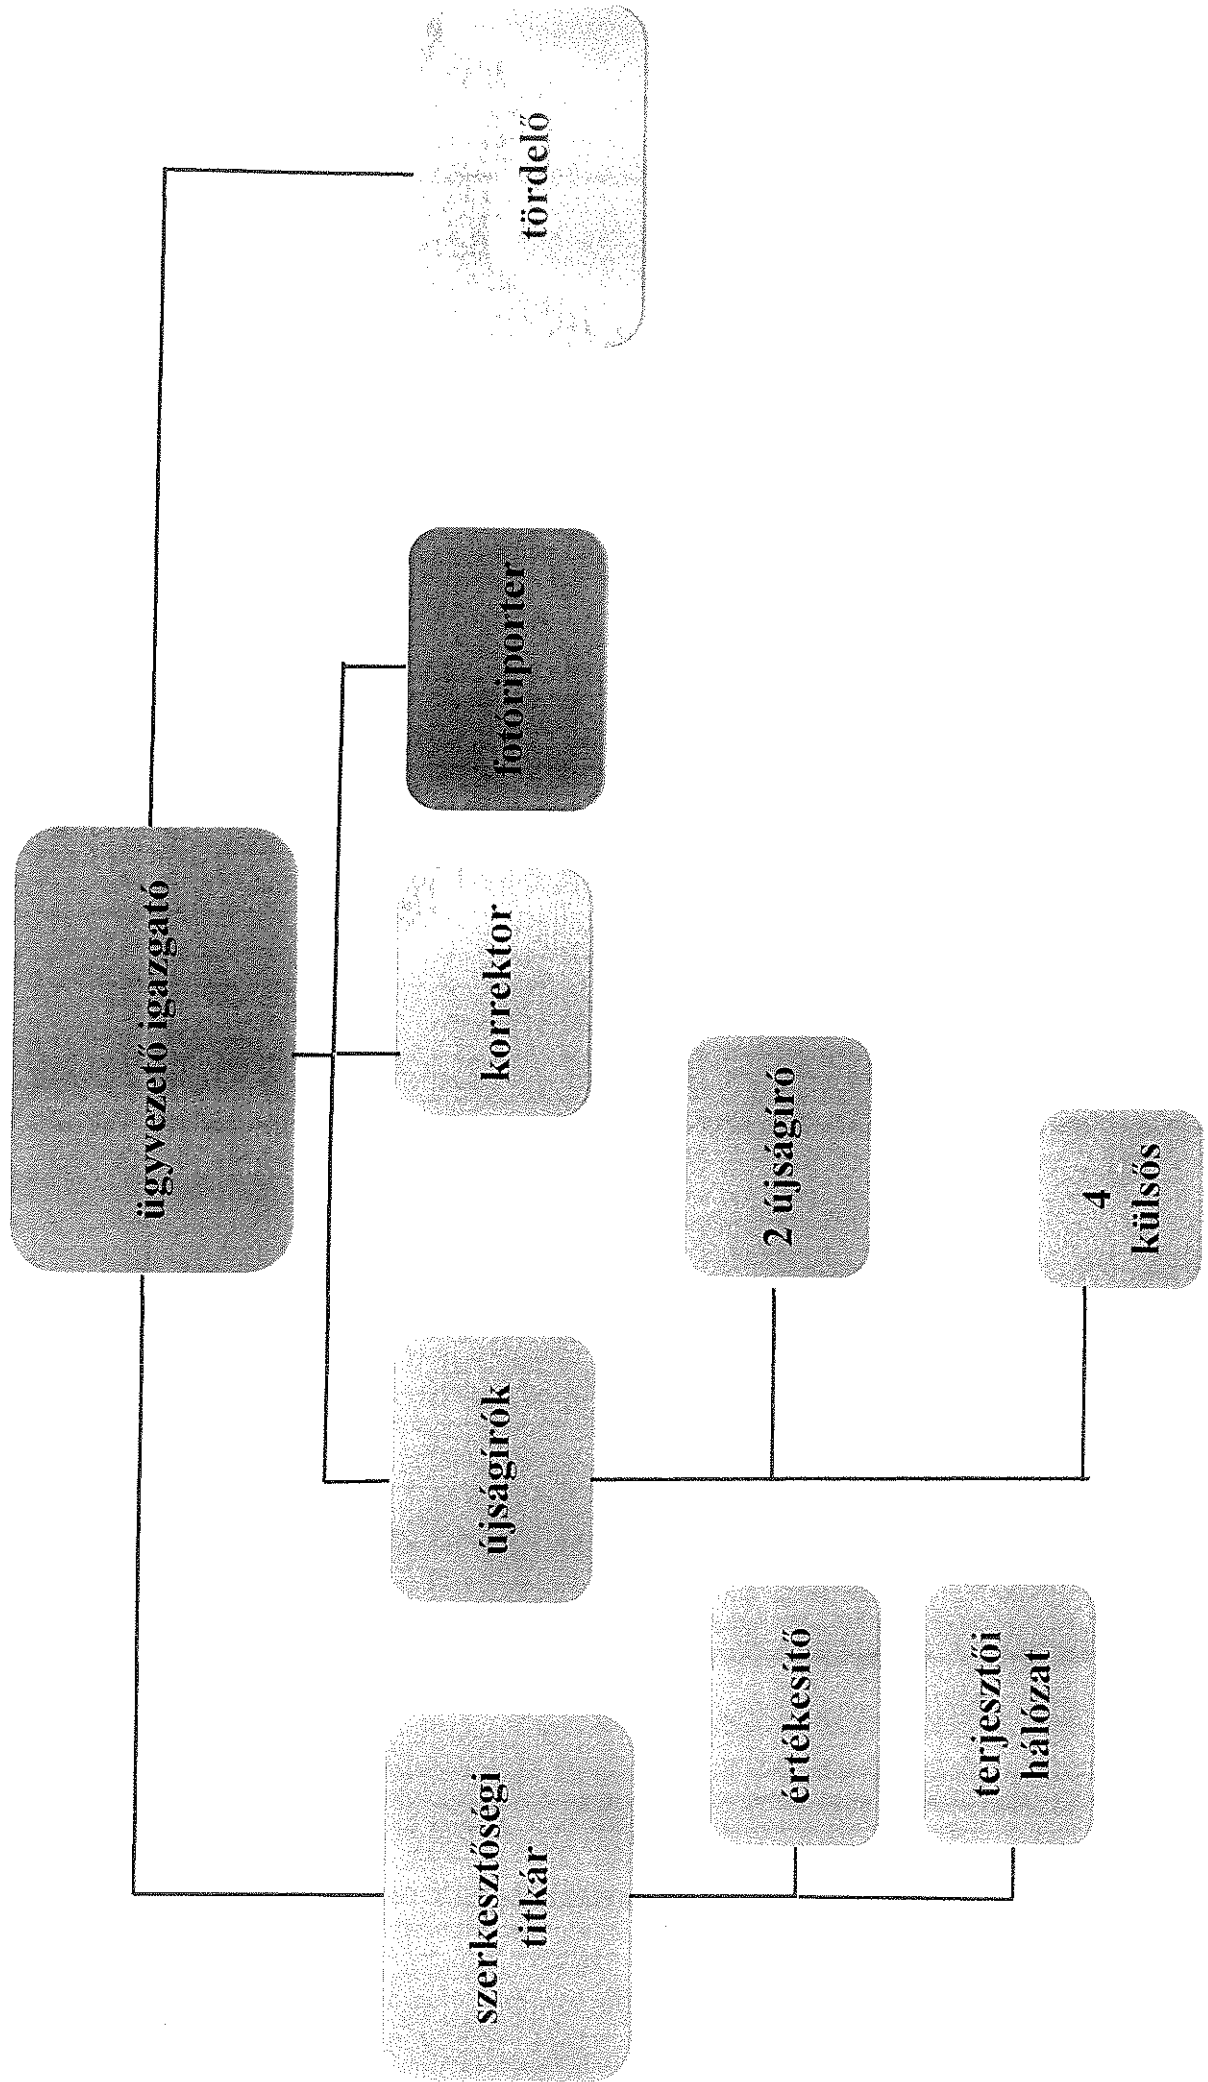 ügyvezető igazgató
szerkesztőségi
titkár
újságírók
korrektor
fotóriporter
tördelő
értékesítő
terjesztői
hálózat
2 újságíró
4
külsős